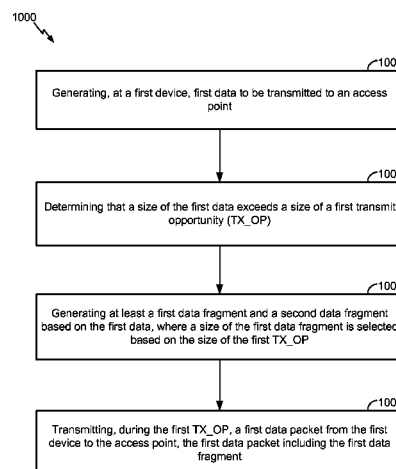 1000
100
Generating, at a first device, first data to be transmitted to an access
point
100
Determining that a size of the first data exceeds a size of a first transmit
opportunity (TX_OP)
100
Generating at least a first data fragment and a second data fragment
based on the first data, where a size of the first data fragment is selected
based on the size of the first TX_OP
100
Transmitting, during the first TX_OP, a first data packet from the first
device to the access point, the first data packet including the first data
fragment